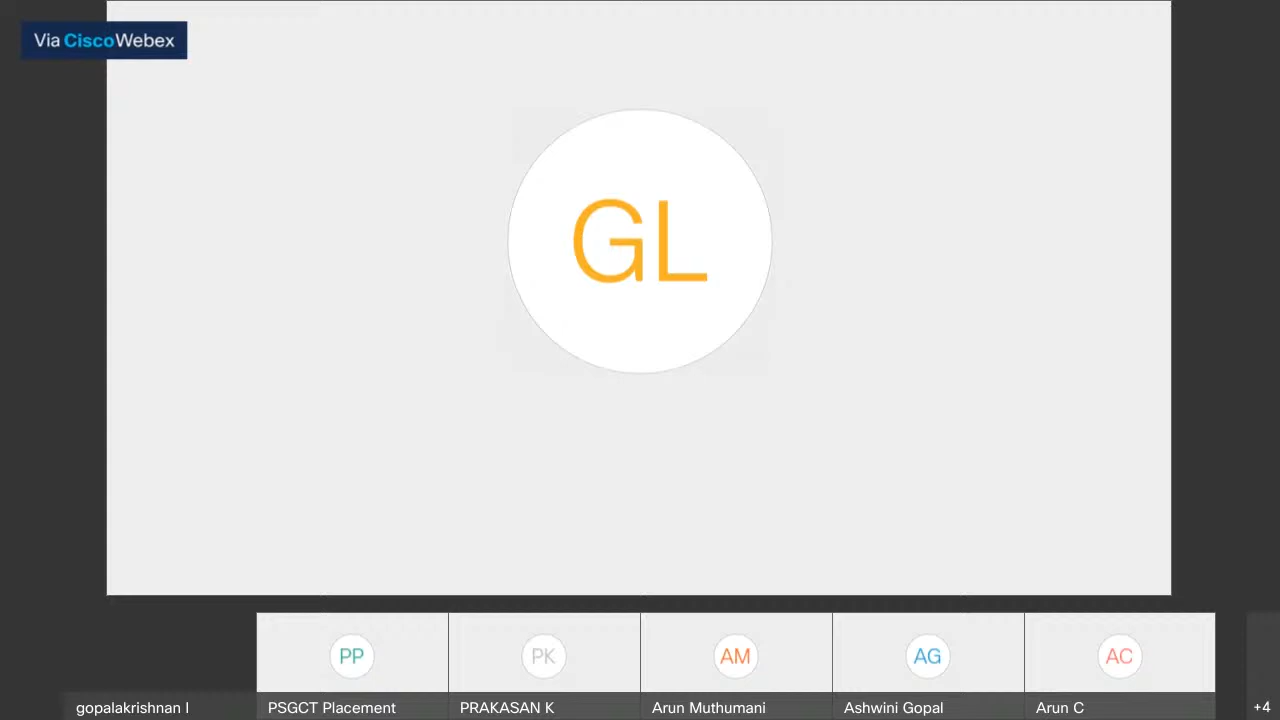 Via CiscoWebex
GL
PP
PK
AM
AG
AC
gopalakrishnan l
PSGCT Placement
PRAKASAN K
Arun Muthumani
Ashwini Gopal
Arun C
+4